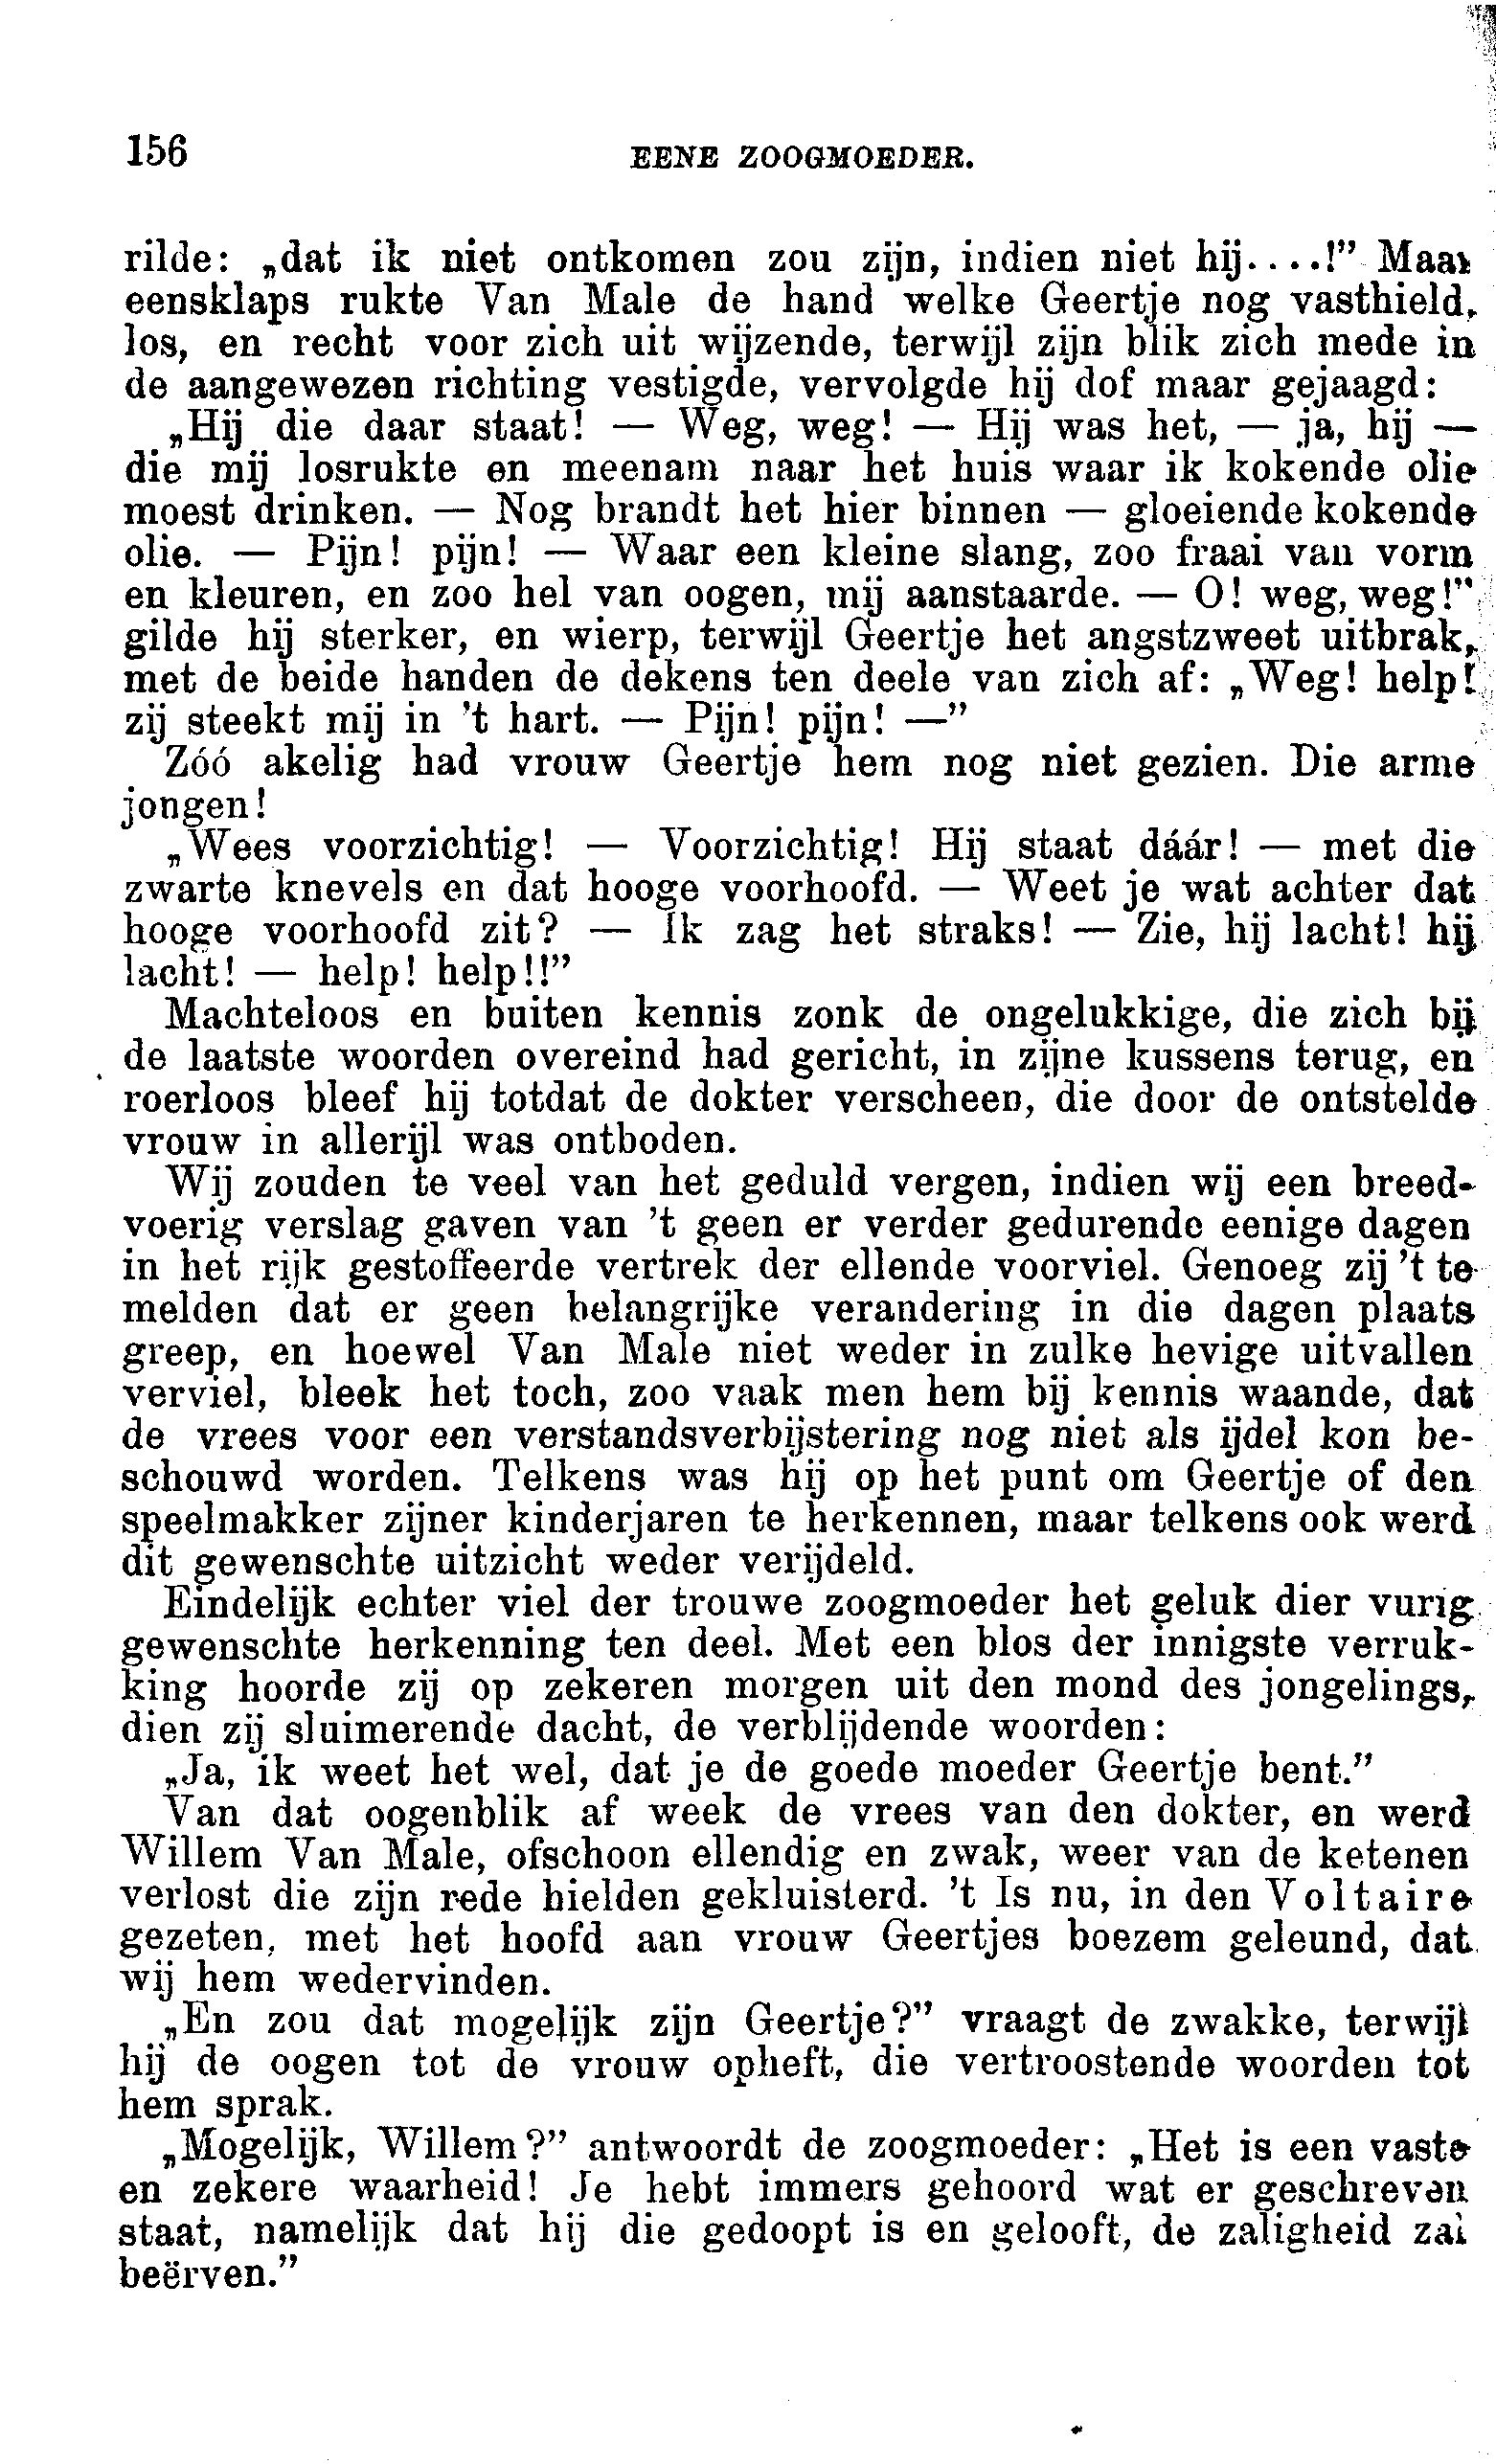 156
EENE ZOOGMOEDER.
rilde: „dat ik niet ontkomen zou zijn, indien niet hij....!” Maar
eensklaps rukte Van Male de hand welke Geertje nog vasthield,
los, en recht voor zich uit wijzende, terwijl zijn blik zich mede in
de aangewezen richting vestigde, vervolgde hij dof maar gejaagd:
„Hij die daar staat! — Weg, weg! — Hij was het, — ja, hij —
die mij losrukte en meenam naar het huis waar ik kokende olie
moest drinken. — Nog brandt het hier binnen — gloeiende kokende
olie. — Pijn! pijn! — Waar een kleine slang, zoo fraai van vorm
en kleuren, en zoo hel van oogen, mij aanstaarde. — O! weg, weg!”
gilde hij sterker, en wierp, terwijl Geertje het angstzweet uitbrak,
met de beide handen de dekens ten deele van zich af: „Weg! help!
zij steekt mij in 't hart. — Pijn! pijn! —”
Zóó akelig had vrouw Geertje hem nog niet gezien. Die arme
jongen!
„Wees voorzichtig! — Voorzichtig! Hij staat dáár! — met die
zwarte knevels en dat hooge voorhoofd. — Weet je wat achter dat
hooge voorhoofd zit? — Ik zag het straks! — Zie, hij lacht! hij
lacht! — help! help!!”
Machteloos en buiten kennis zonk de ongelukkige, die zich bij
de laatste woorden overeind had gericht, in zijne kussens terug, en
roerloos bleef hij totdat de dokter verscheen, die door de ontstelde
vrouw in allerijl was ontboden.
Wij zouden te veel van het geduld vergen, indien wij een breed-
voerig verslag gaven van 't geen er verder gedurende eenige dagen
in het rijk gestoffeerde vertrek der ellende voorviel. Genoeg zij 't te
melden dat er geen belangrijke verandering in die dagen plaats
greep, en hoewel Van Male niet weder in zulke hevige uitvallen
verviel, bleek het toch, zoo vaak men hem bij kennis waande, dat
de vrees voor een verstandsverbijstering nog niet als ijdel kon be-
schouwd worden. Telkens was hij op het punt om Geertje of den
speelmakker zijner kinderjaren te herkennen, maar telkens ook werd
dit gewenschte uitzicht weder verijdeld.
Eindelijk echter viel der trouwe zoogmoeder het geluk dier vurig
gewenschte herkenning ten deel. Met een blos der innigste verruk-
king hoorde zij op zekeren morgen uit den mond des jongelings,
dien zij sluimerende dacht, de verblijdende woorden:
„Ja, ik weet het wel, dat je de goede moeder Geertje bent.”
Van dat oogenblik af week de vrees van den dokter, en werd
Willem Van Male, ofschoon ellendig en zwak, weer van de ketenen
verlost die zijn rede hielden gekluisterd. 't Is nu, in den Voltaire
gezeten, met het hoofd aan vrouw Geertjes boezem geleund, dat
wij hem wedervinden.
„En zou dat mogelijk zijn Geertje?” vraagt de zwakke, terwijl
hij de oogen tot de vrouw opheft, die vertroostende woorden tot
hem sprak.
„Mogelijk, Willem?” antwoordt de zoogmoeder: „Het is een vaste
en zekere waarheid! Je hebt immers gehoord wat er geschreven
staat, namelijk dat hij die gedoopt is en gelooft, de zaligheid zal
beërven.”